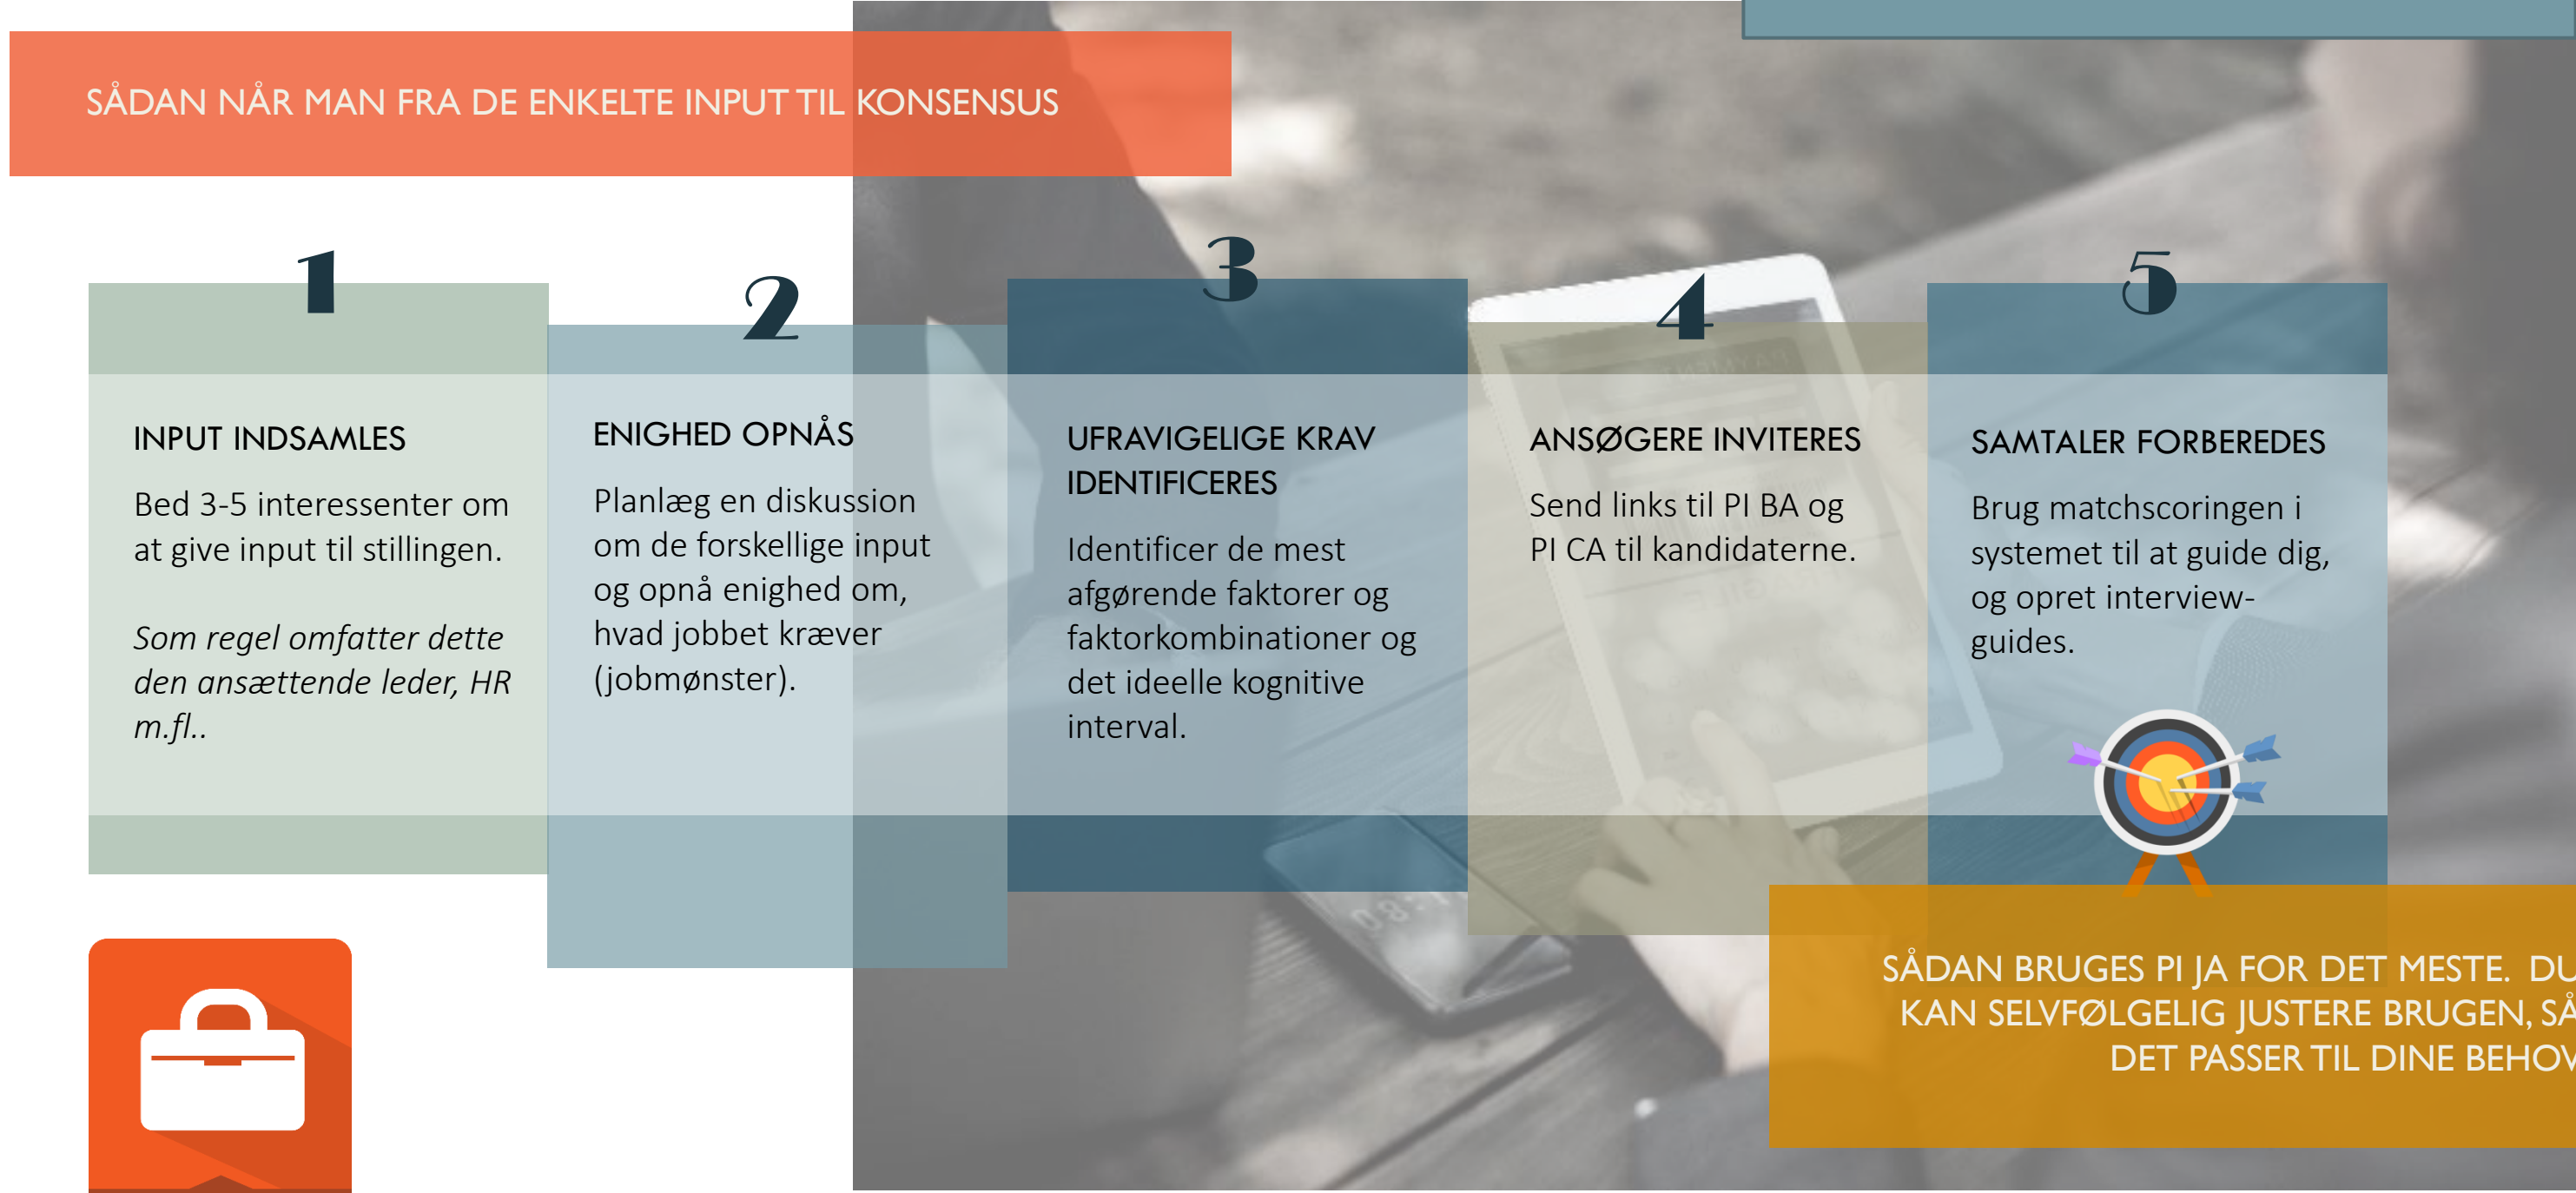 SÅDAN NÅR MAN FRA DE ENKELTE INPUT TIL KONSENSUS
1
INPUT INDSAMLES
Bed 3-5 interessenter om
at give input til stillingen.
Som regel omfatter dette
den ansættende leder, HR
m.fl..
2
ENIGHED OPNÅS
Planlæg en diskussion
om de forskellige input
og opnå enighed om,
hvad jobbet kræver
(jobmønster).
3
UFRAVIGELIGE KRAV
IDENTIFICERES
Identificer de mest
afgørende faktorer og
faktorkombinationer og
det ideelle kognitive
interval.
4
ANSØGERE INVITERES
Send links til PI BA og
PI CA til kandidaterne.
5
SAMTALER FORBEREDES
Brug matchscoringen i
systemet til at guide dig,
og opret interview-
guides.
SÅDAN BRUGES PI JA FOR DET MESTE. DU
KAN SELVFØLGELIG JUSTERE BRUGEN, SÅ
DET PASSER TIL DINE BEHOV